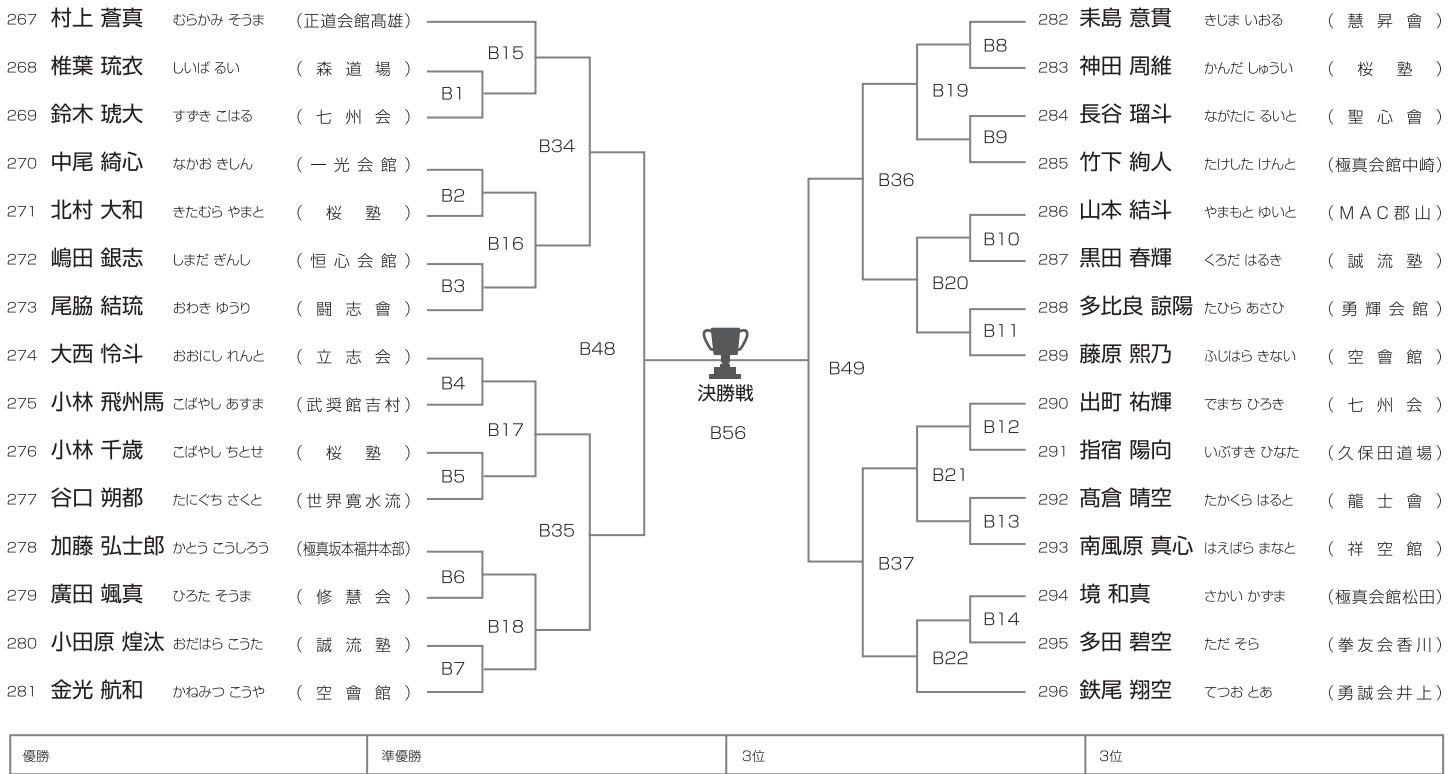 267 村上 蒼真 むらかみ そうま （正道会館髙雄）
268 椎葉 琉衣 しいば るい （ 森 道 場 ）
269 鈴木 琥大 すずき こはる （ 七 州 会 ）
270 中尾 綺心 なかお きしん （一 光 会 館）
271 北村 大和 きたむら やまと （ 桜 塾 ）
272 嶋田 銀志 しまだ ぎんし （恒 心 会 館）
273 尾脇 結琉 おわき ゆうり （ 闘 志 會 ）
274 大西 怜斗 おおにし れんと （ 立 志 会 ）
275 小林 飛州馬 こばやし あすま （武奨館吉村）
276 小林 千歳 こばやし ちとせ （ 桜 塾 ）
277 谷口 朔都 たにぐち さくと （世界寛水流）
278 加藤 弘士郎 かとう こうしろう （極真坂本福井本部）
279 廣田 颯真 ひろた そうま （ 修 慧 会 ）
280 小田原 煌汰 おだはら こうた （ 誠 流 塾 ）
281 金光 航和 かねみつ こうや （ 空 會 館 ）
B15
B1
B34
B2
B16
B3
B48
B4
B17
B5
B35
B6
B18
B7
決勝戦
B56
B8
B19
B9
B36
B10
B20
B11
B49
B12
B21
B13
B37
B14
B22
282 耒島 意貫 きじま いおる （ 慧 昇 會 ）
283 神田 周維 かんだ しゅうい （ 桜 塾 ）
284 長谷 瑠斗 ながたに るいと （ 聖 心 會 ）
285 竹下 絢人 たけした けんと （極真会館中崎）
286 山本 結斗 やまもと ゆいと （ＭＡＣ郡山）
287 黒田 春輝 くろだ はるき （ 誠 流 塾 ）
288 多比良 諒陽 たひら あさひ （勇 輝 会 館）
289 藤原 熙乃 ふじはら きない （ 空 會 館 ）
290 出町 祐輝 でまち ひろき （ 七 州 会 ）
291 指宿 陽向 いぶすき ひなた （久保田道場）
292 髙倉 晴空 たかくら はると （ 龍 士 會 ）
293 南風原 真心 はえばら まなと （ 祥 空 館 ）
294 境 和真 さかい かずま （極真会館松田）
295 多田 碧空 ただ そら （拳友会香川）
296 鉄尾 翔空 てつお とあ （勇誠会井上）
優勝 準優勝 3位 3位